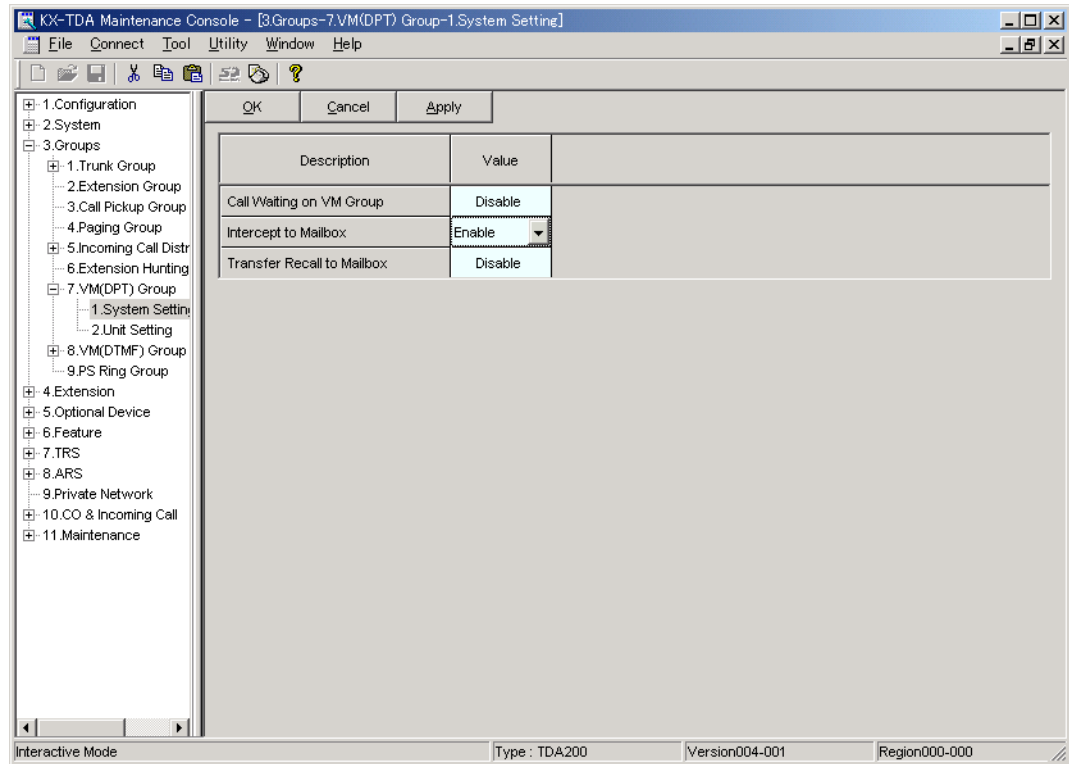 KX-TDA Maintenance Console - [3.Groups-7.VM(DPT) Group-1.System Setting]
File Connect Tool Utility Window Help
OK Cancel Apply
1.Configuration
2.System
3.Groups
1.Trunk Group
2.Extension Group
3.Call Pickup Group
4.Paging Group
5.Incoming Call Distr
6.Extension Hunting
7.VM(DPT) Group
1.System Settin
2.Unit Setting
8.VM(DTMF) Group
9.PS Ring Group
4.Extension
5.Optional Device
6.Feature
7.TRS
8.ARS
9.Private Network
10.CO & Incoming Call
11.Maintenance
Description Value
Call Waiting on VM Group Disable
Intercept to Mailbox Enable
Transfer Recall to Mailbox Disable
Interactive Mode Type : TDA200 Version004-001 Region000-000